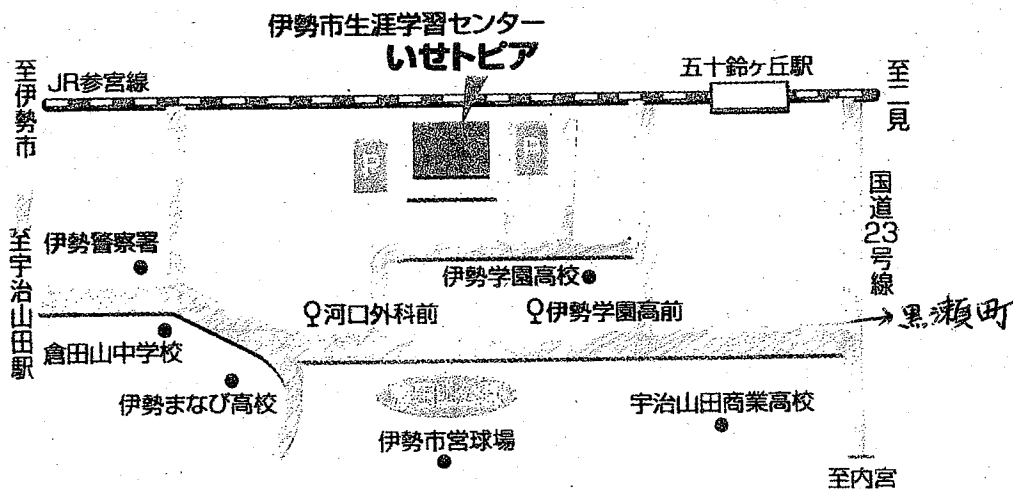 伊勢市生涯学習センター
いせトピア
至伊勢市
JR参宮線
五十鈴ヶ丘駅
至二見
P
P
国道23号線
至宇治山田駅
伊勢警察署
伊勢学園高校
河口外科前
伊勢学園高前
黒瀬町
倉田山中学校
伊勢まなび高校
宇治山田商業高校
伊勢市営球場
至内宮